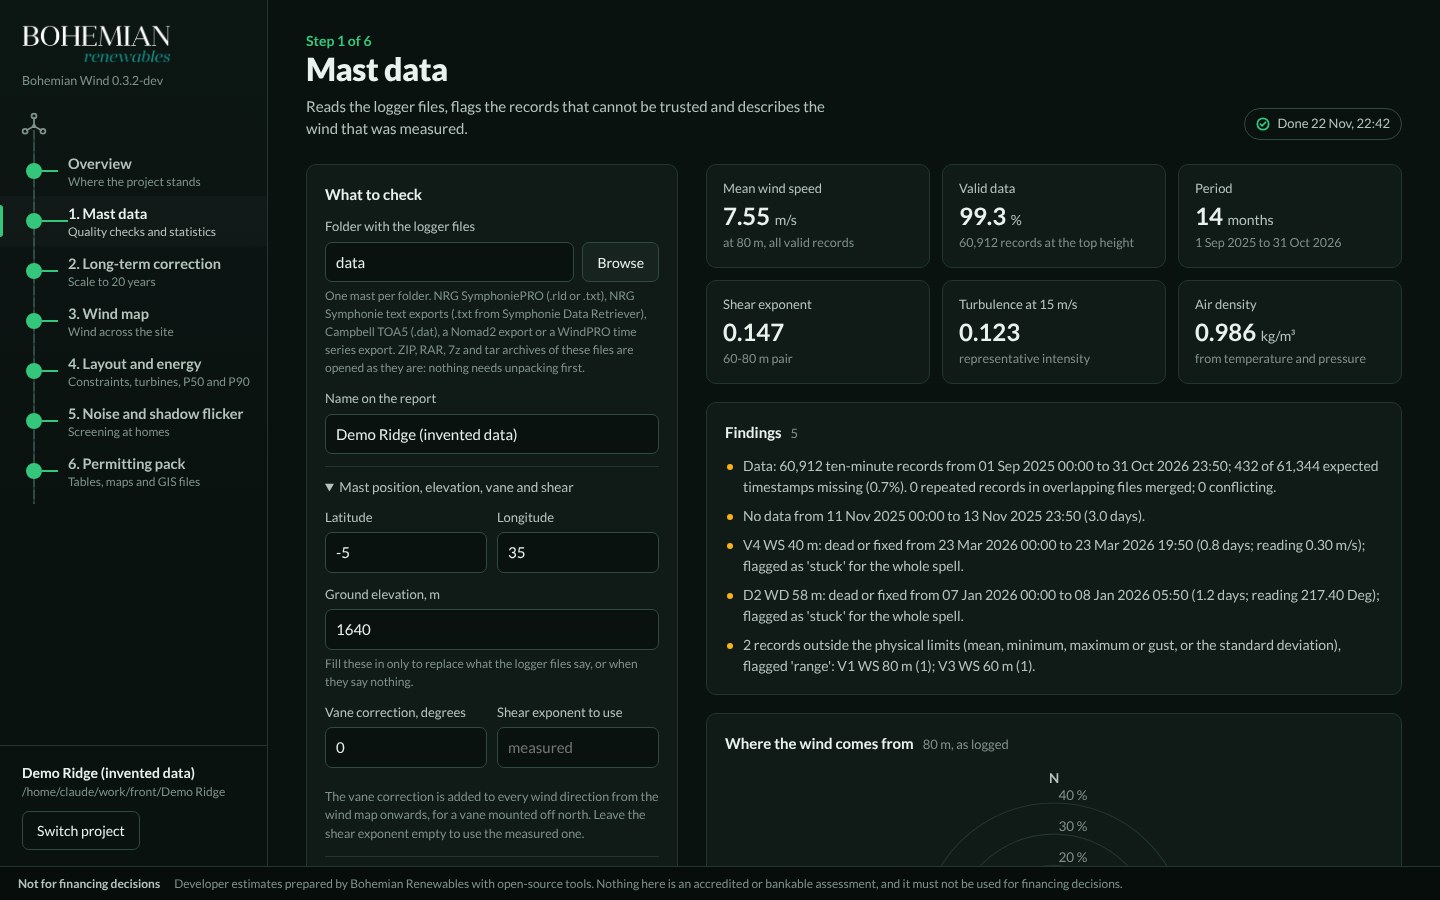 BOHEMIAN
renewables
Bohemian Wind 0.3.2-dev
Overview
Where the project stands
1. Mast data
Quality checks and statistics
2. Long-term correction
Scale to 20 years
3. Wind map
Wind across the site
4. Layout and energy
Constraints, turbines, P50 and P90
5. Noise and shadow flicker
Screening at homes
6. Permitting pack
Tables, maps and GIS files
Demo Ridge (invented data)
/home/claude/work/front/Demo Ridge
Switch project
Step 1 of 6
Mast data
Reads the logger files, flags the records that cannot be trusted and describes the
wind that was measured.
Done 22 Nov, 22:42
What to check
Folder with the logger files
data
Browse
One mast per folder. NRG SymphoniePRO (.rld or .txt), NRG
Symphonie text exports (.txt from Symphonie Data Retriever),
Campbell TOA5 (.dat), a Nomad2 export or a WindPRO time
series export. ZIP, RAR, 7z and tar archives of these files are
opened as they are: nothing needs unpacking first.
Name on the report
Demo Ridge (invented data)
▼ Mast position, elevation, vane and shear
Latitude
Longitude
-5
35
Ground elevation, m
1640
Fill these in only to replace what the logger files say, or when
they say nothing.
Vane correction, degrees
Shear exponent to use
0
measured
The vane correction is added to every wind direction from the
wind map onwards, for a vane mounted off north. Leave the
shear exponent empty to use the measured one.
Mean wind speed
7.55 m/s
at 80 m, all valid records
Valid data
99.3 %
60,912 records at the top height
Period
14 months
1 Sep 2025 to 31 Oct 2026
Shear exponent
0.147
60-80 m pair
Turbulence at 15 m/s
0.123
representative intensity
Air density
0.986 kg/m³
from temperature and pressure
Findings 5
Data: 60,912 ten-minute records from 01 Sep 2025 00:00 to 31 Oct 2026 23:50; 432 of 61,344 expected
timestamps missing (0.7%). 0 repeated records in overlapping files merged; 0 conflicting.
No data from 11 Nov 2025 00:00 to 13 Nov 2025 23:50 (3.0 days).
V4 WS 40 m: dead or fixed from 23 Mar 2026 00:00 to 23 Mar 2026 19:50 (0.8 days; reading 0.30 m/s);
flagged as 'stuck' for the whole spell.
D2 WD 58 m: dead or fixed from 07 Jan 2026 00:00 to 08 Jan 2026 05:50 (1.2 days; reading 217.40 Deg);
flagged as 'stuck' for the whole spell.
2 records outside the physical limits (mean, minimum, maximum or gust, or the standard deviation),
flagged 'range': V1 WS 80 m (1); V3 WS 60 m (1).
Where the wind comes from 80 m, as logged
N
40 %
30 %
20 %
Not for financing decisions Developer estimates prepared by Bohemian Renewables with open-source tools. Nothing here is an accredited or bankable assessment, and it must not be used for financing decisions.